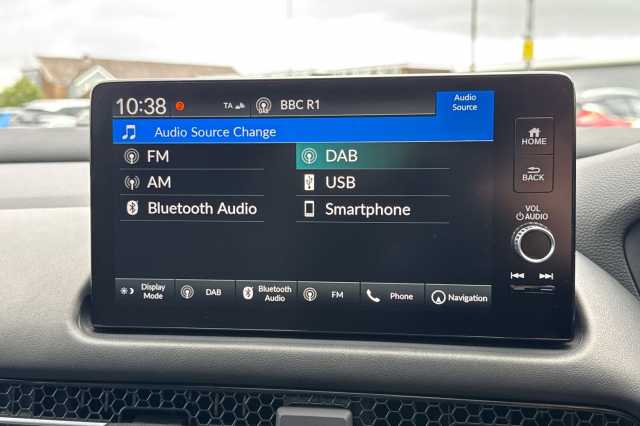 10:38 2 TA BBC R1 Audio Source
Audio Source Change
FM DAB
AM USB
Bluetooth Audio Smartphone
Display Mode DAB Bluetooth Audio FM Phone Navigation
HOME
BACK
VOL
AUDIO